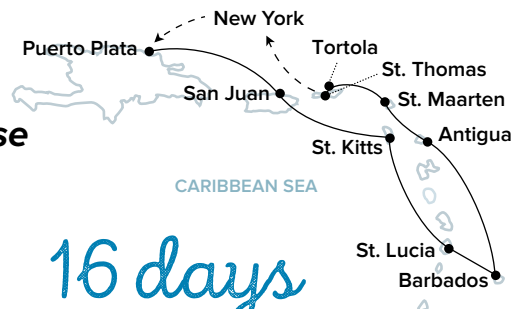 New York
Puerto Plata
Tortola
St. Thomas
San Juan
St. Maarten
se
Antigua
St. Kitts
CARIBBEAN SEA
16 days
St. Lucia
Barbados